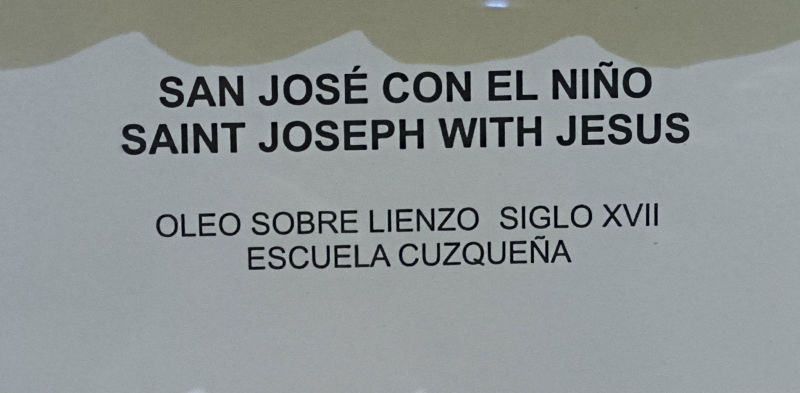 SAN JOSÉ CON EL NIÑO
SAINT JOSEPH WITH JESUS
OLEO SOBRE LIENZO SIGLO XVII
ESCUELA CUZQUEÑA